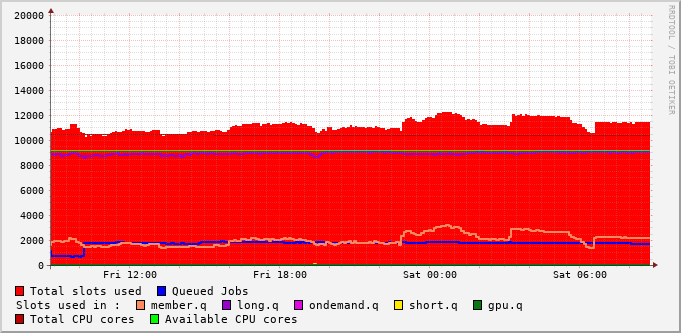 20000
18000
16000
14000
12000
10000
8000
6000
4000
2000
0
Fri 12:00 Fri 18:00 Sat 00:00 Sat 06:00
RRDTOOL / TOBI OETIKER
Total slots used Queued Jobs
Slots used in : member.q long.q ondemand.q short.q gpu.q
Total CPU cores Available CPU cores